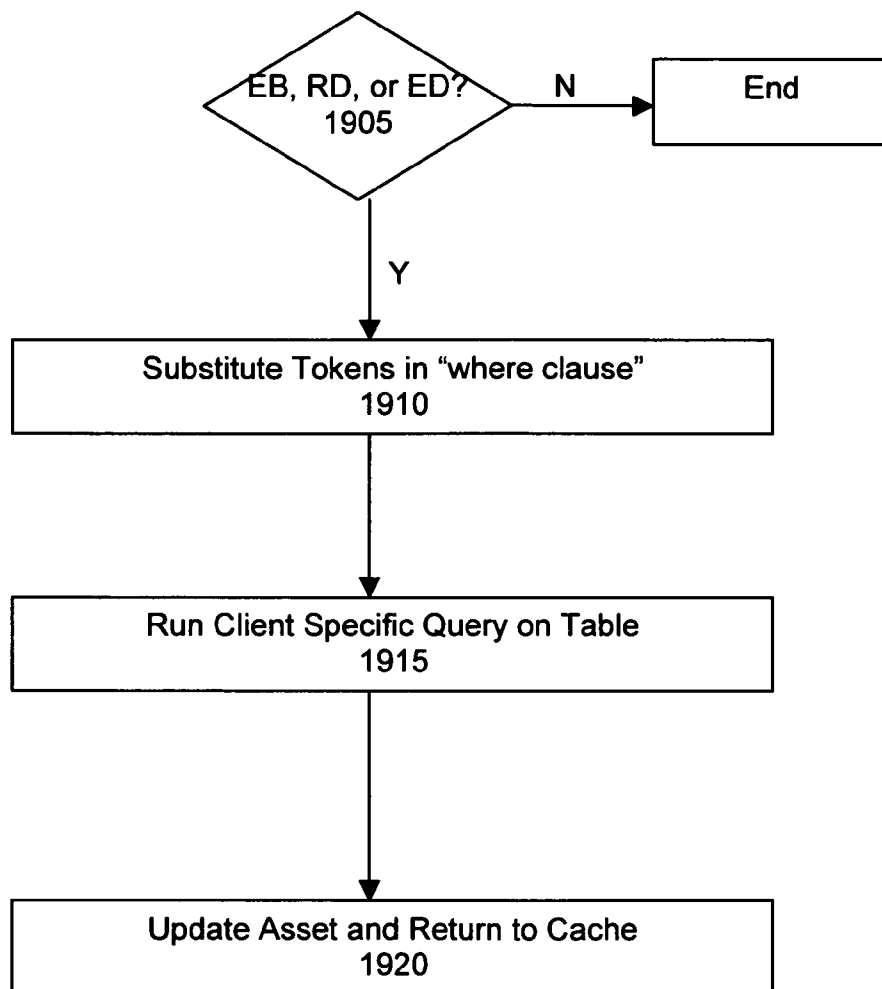 EB, RD, or ED?
1905
N
End
Y
Substitute Tokens in “where clause”
1910
Run Client Specific Query on Table
1915
Update Asset and Return to Cache
1920